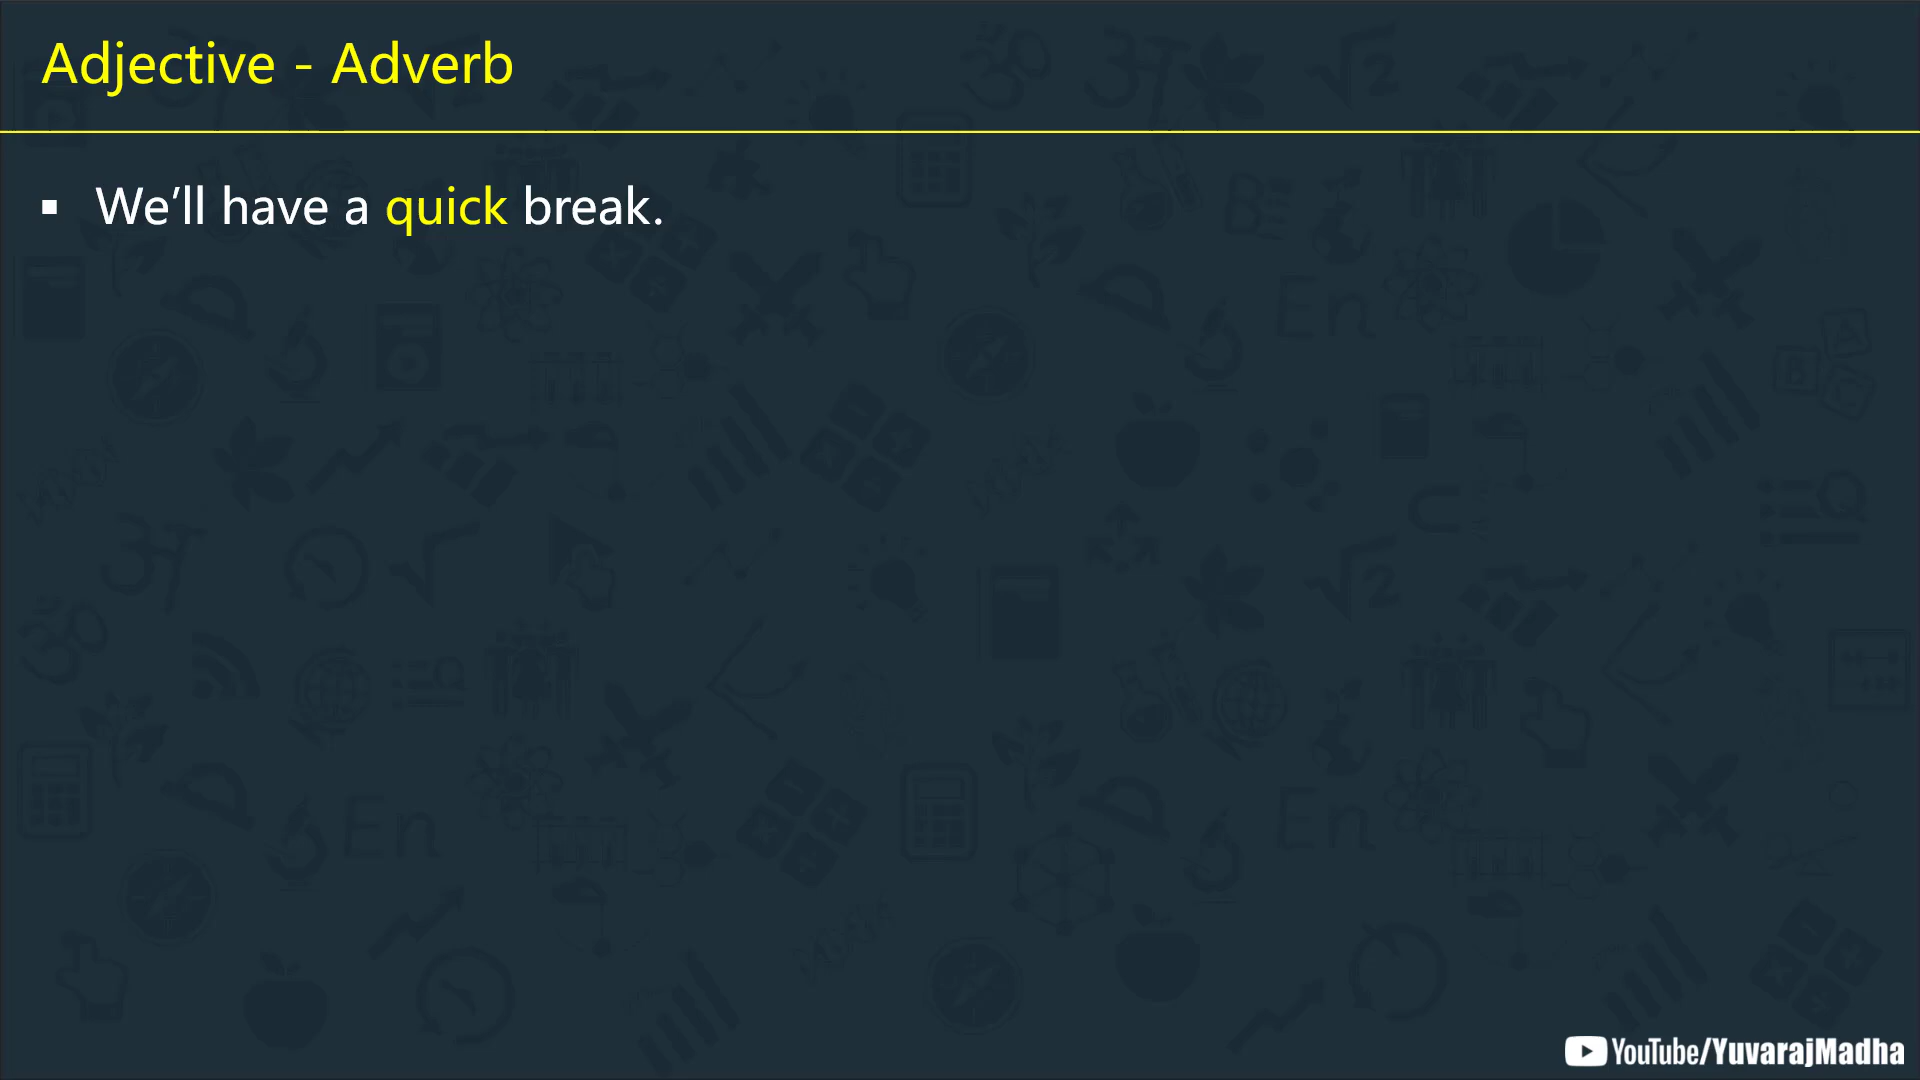 Adjective - Adverb
▪ We’ll have a quick break.
YouTube/YuvarajMadha